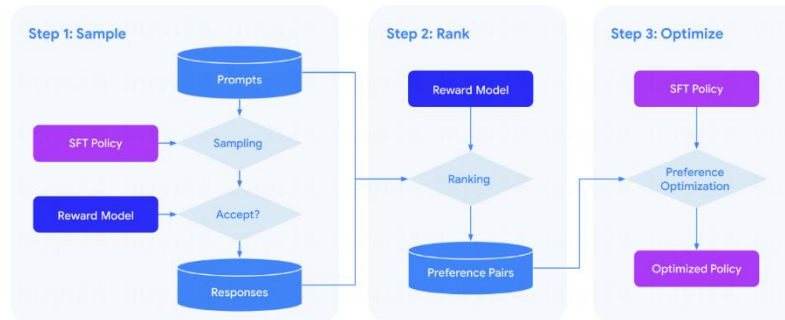 Step 1: Sample
Prompts
SFT Policy
Sampling
Reward Model
Accept?
Responses
Step 2: Rank
Reward Model
Ranking
Preference Pairs
Step 3: Optimize
SFT Policy
Preference
Optimization
Optimized Policy